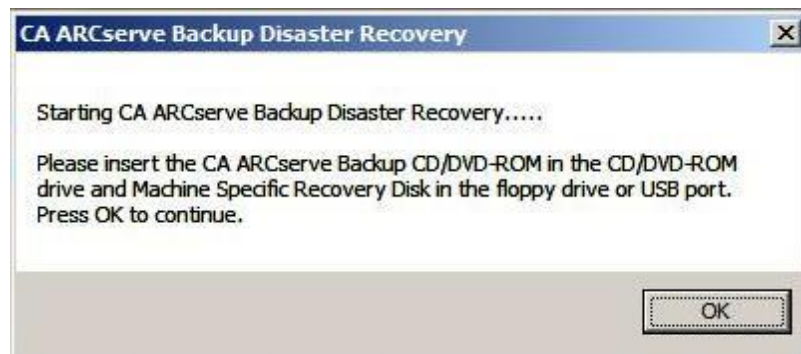 CA ARCserve Backup Disaster Recovery
Starting CA ARCserve Backup Disaster Recovery.....
Please insert the CA ARCserve Backup CD/DVD-ROM in the CD/DVD-ROM
drive and Machine Specific Recovery Disk in the floppy drive or USB port.
Press OK to continue.
OK